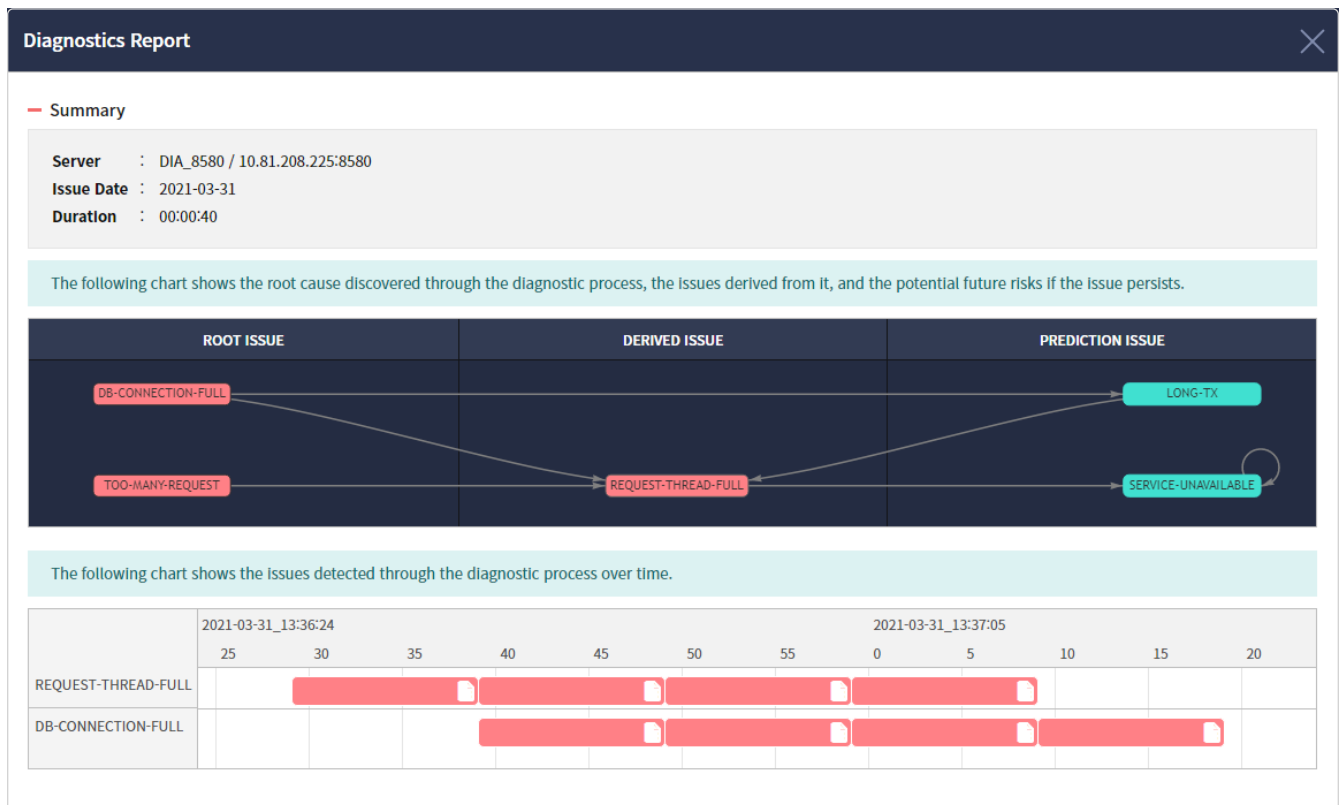 Diagnostics Report
Summary
Server : DIA_8580 / 10.81.208.225:8580
Issue Date : 2021-03-31
Duration : 00:00:40
The following chart shows the root cause discovered through the diagnostic process, the issues derived from it, and the potential future risks if the issue persists.
ROOT ISSUE DERIVED ISSUE PREDICTION ISSUE
DB-CONNECTION-FULL LONG-TX
TOO-MANY-REQUEST REQUEST-THREAD-FULL SERVICE-UNAVAILABLE
The following chart shows the issues detected through the diagnostic process over time.
2021-03-31_13:36:24 2021-03-31_13:37:05
25 30 35 40 45 50 55 0 5 10 15 20
REQUEST-THREAD-FULL
DB-CONNECTION-FULL